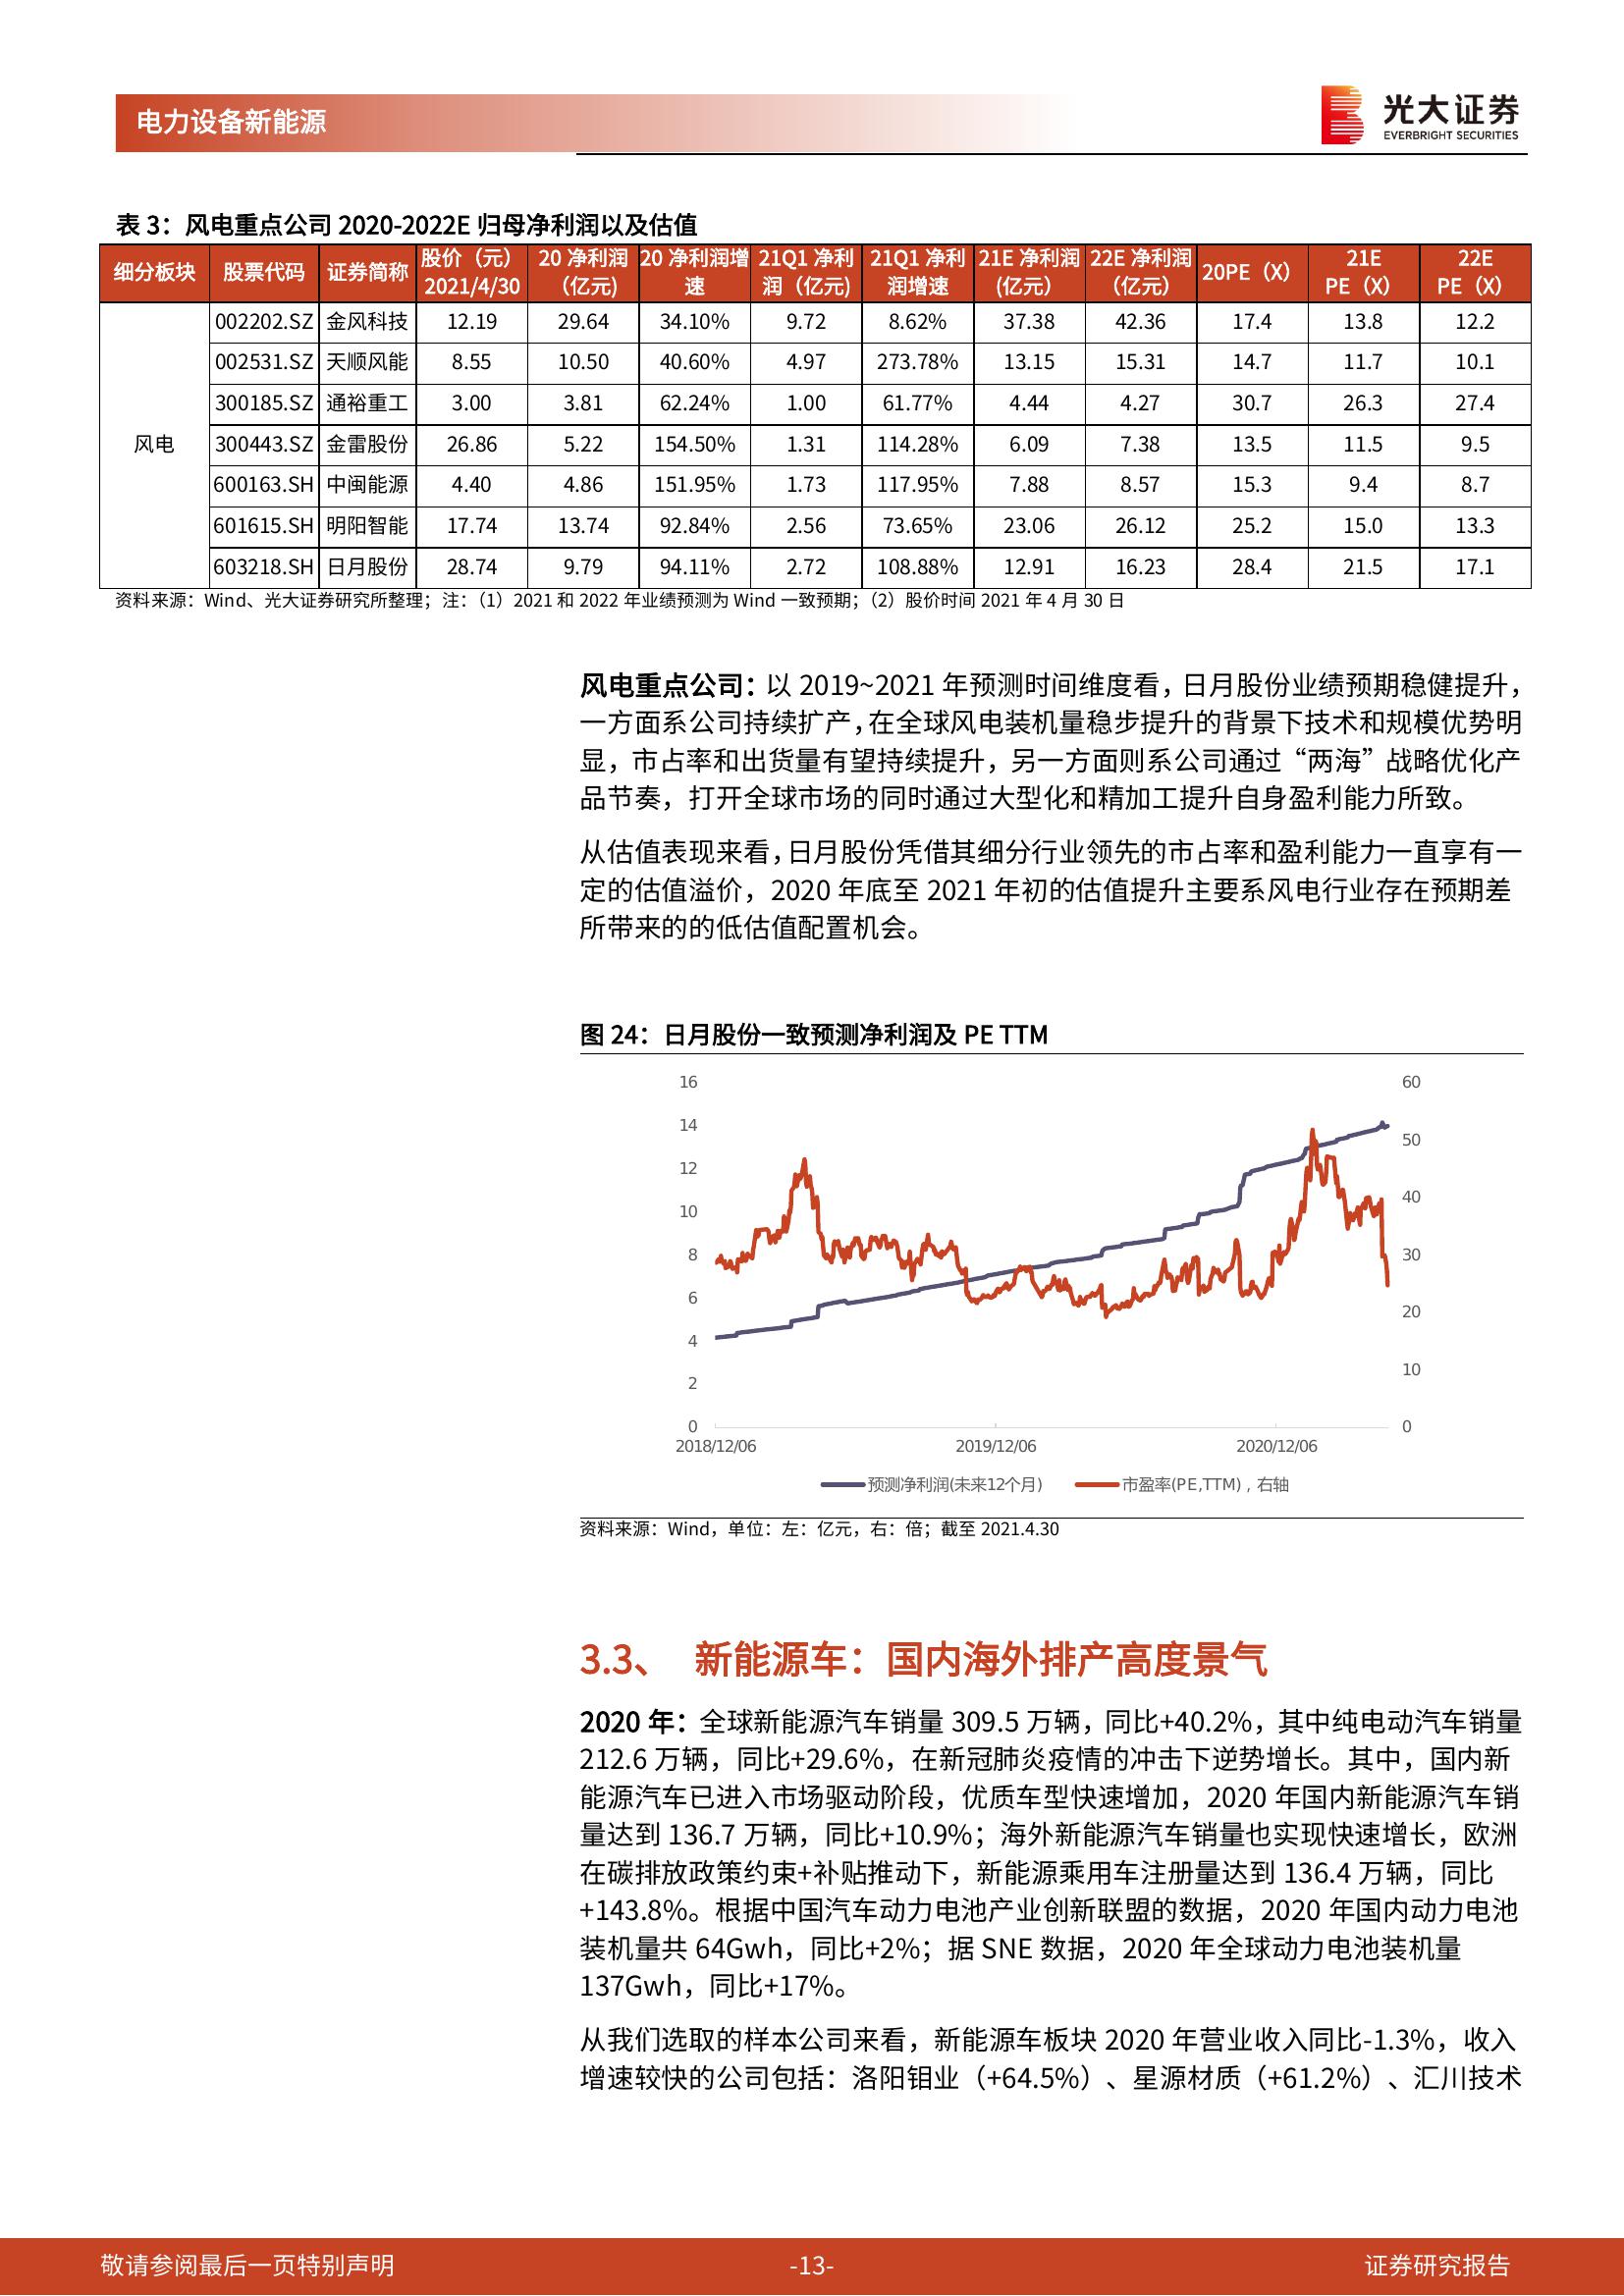 电力设备新能源
光大证券
EVERBRIGHT SECURITIES
表 3：风电重点公司 2020-2022E 归母净利润以及估值
细分板块 股票代码 证券简称 股价（元）2021/4/30 20 净利润（亿元） 20 净利润增速 21Q1 净利润（亿元） 21Q1 净利润增速 21E 净利润（亿元） 22E 净利润（亿元） 20PE（X） 21E PE（X） 22E PE（X）
风电 002202.SZ 金风科技 12.19 29.64 34.10% 9.72 8.62% 37.38 42.36 17.4 13.8 12.2
002531.SZ 天顺风能 8.55 10.50 40.60% 4.97 273.78% 13.15 15.31 14.7 11.7 10.1
300185.SZ 通裕重工 3.00 3.81 62.24% 1.00 61.77% 4.44 4.27 30.7 26.3 27.4
300443.SZ 金雷股份 26.86 5.22 154.50% 1.31 114.28% 6.09 7.38 13.5 11.5 9.5
600163.SH 中闽能源 4.40 4.86 151.95% 1.73 117.95% 7.88 8.57 15.3 9.4 8.7
601615.SH 明阳智能 17.74 13.74 92.84% 2.56 73.65% 23.06 26.12 25.2 15.0 13.3
603218.SH 日月股份 28.74 9.79 94.11% 2.72 108.88% 12.91 16.23 28.4 21.5 17.1
资料来源：Wind、光大证券研究所整理；注：（1）2021 和 2022 年业绩预测为 Wind 一致预期；（2）股价时间 2021 年 4 月 30 日
风电重点公司：以 2019~2021 年预测时间维度看，日月股份业绩预期稳健提升，
一方面系公司持续扩产，在全球风电装机量稳步提升的背景下技术和规模优势明
显，市占率和出货量有望持续提升，另一方面则系公司通过“两海”战略优化产
品节奏，打开全球市场的同时通过大型化和精加工提升自身盈利能力所致。
从估值表现来看，日月股份凭借其细分行业领先的市占率和盈利能力一直享有一
定的估值溢价，2020 年底至 2021 年初的估值提升主要系风电行业存在预期差
所带来的的低估值配置机会。
图 24：日月股份一致预测净利润及 PE TTM
16 60
14 50
12
10 40
8 30
6 20
4 10
2
0 0
2018/12/06 2019/12/06 2020/12/06
预测净利润(未来12个月) 市盈率(PE,TTM)，右轴
资料来源：Wind，单位：左：亿元，右：倍；截至 2021.4.30
3.3、 新能源车：国内海外排产高度景气
2020 年：全球新能源汽车销量 309.5 万辆，同比+40.2%，其中纯电动汽车销量
212.6 万辆，同比+29.6%，在新冠肺炎疫情的冲击下逆势增长。其中，国内新
能源汽车已进入市场驱动阶段，优质车型快速增加，2020 年国内新能源汽车销
量达到 136.7 万辆，同比+10.9%；海外新能源汽车销量也实现快速增长，欧洲
在碳排放政策约束+补贴推动下，新能源乘用车注册量达到 136.4 万辆，同比
+143.8%。根据中国汽车动力电池产业创新联盟的数据，2020 年国内动力电池
装机量共 64Gwh，同比+2%；据 SNE 数据，2020 年全球动力电池装机量
137Gwh，同比+17%。
从我们选取的样本公司来看，新能源车板块 2020 年营业收入同比-1.3%，收入
增速较快的公司包括：洛阳钼业（+64.5%）、星源材质（+61.2%）、汇川技术
敬请参阅最后一页特别声明 -13- 证券研究报告